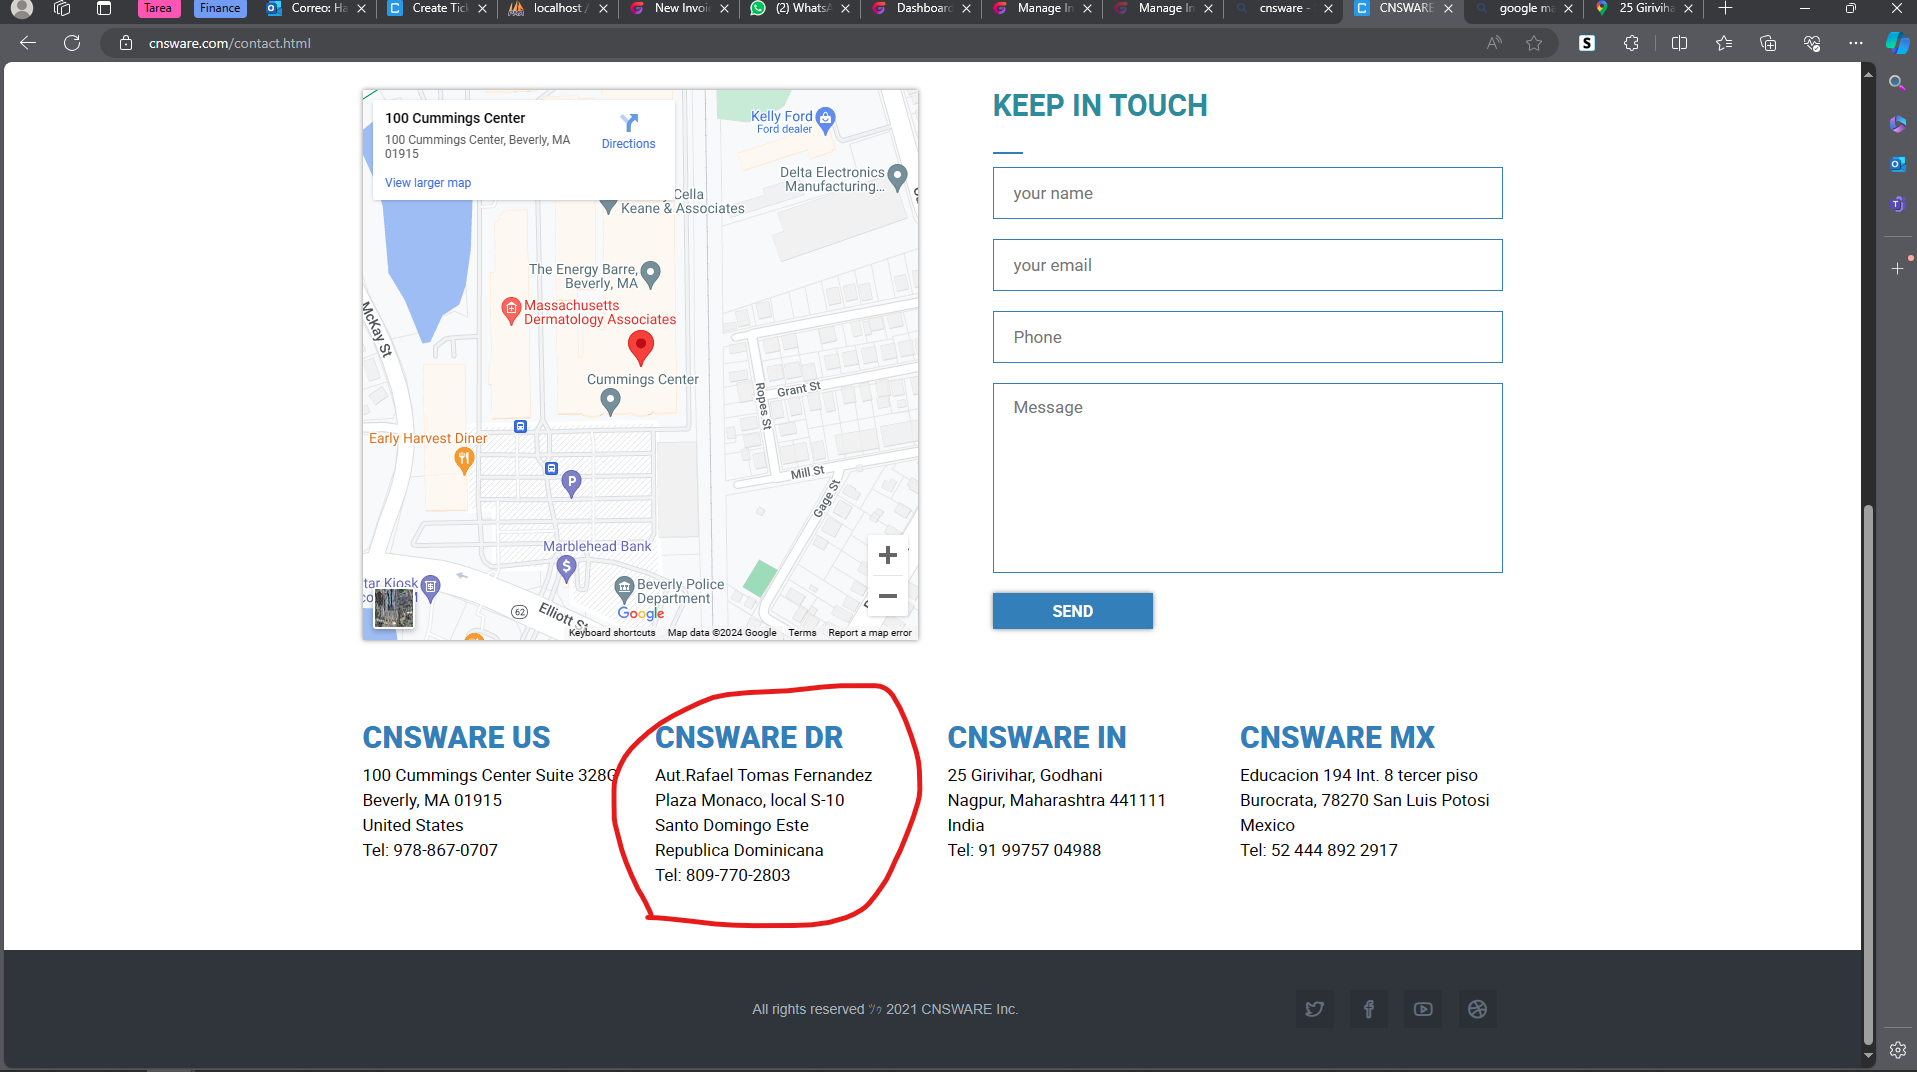 Tarea
Finance
Correo: Ha
Create Tick
localhost /
New Invoic
(2) WhatsA
Dashboard
Manage In
Manage In
cnsware -
CNSWARE
google ma
25 Giriviha
cnsware.com/contact.html
100 Cummings Center
100 Cummings Center, Beverly, MA
01915
Directions
View larger map
Kelly Ford
Ford dealer
Delta Electronics
Manufacturing...
Cella
Keane & Associates
The Energy Barre,
Beverly, MA
Massachusetts
Dermatology Associates
McKay St
Cummings Center
Grant St
Ropes St
Early Harvest Diner
P
Mill St
Gage St
Marblehead Bank
Beverly Police
Department
tar Kiosk
62
Elliott St
Google
Keyboard shortcuts
Map data ©2024 Google
Terms
Report a map error
KEEP IN TOUCH
your name
your email
Phone
Message
SEND
CNSWARE US
100 Cummings Center Suite 328G
Beverly, MA 01915
United States
Tel: 978-867-0707
CNSWARE DR
Aut.Rafael Tomas Fernandez
Plaza Monaco, local S-10
Santo Domingo Este
Republica Dominicana
Tel: 809-770-2803
CNSWARE IN
25 Girivihar, Godhani
Nagpur, Maharashtra 441111
India
Tel: 91 99757 04988
CNSWARE MX
Educacion 194 Int. 8 tercer piso
Burocrata, 78270 San Luis Potosi
Mexico
Tel: 52 444 892 2917
All rights reserved ﾂｩ 2021 CNSWARE Inc.